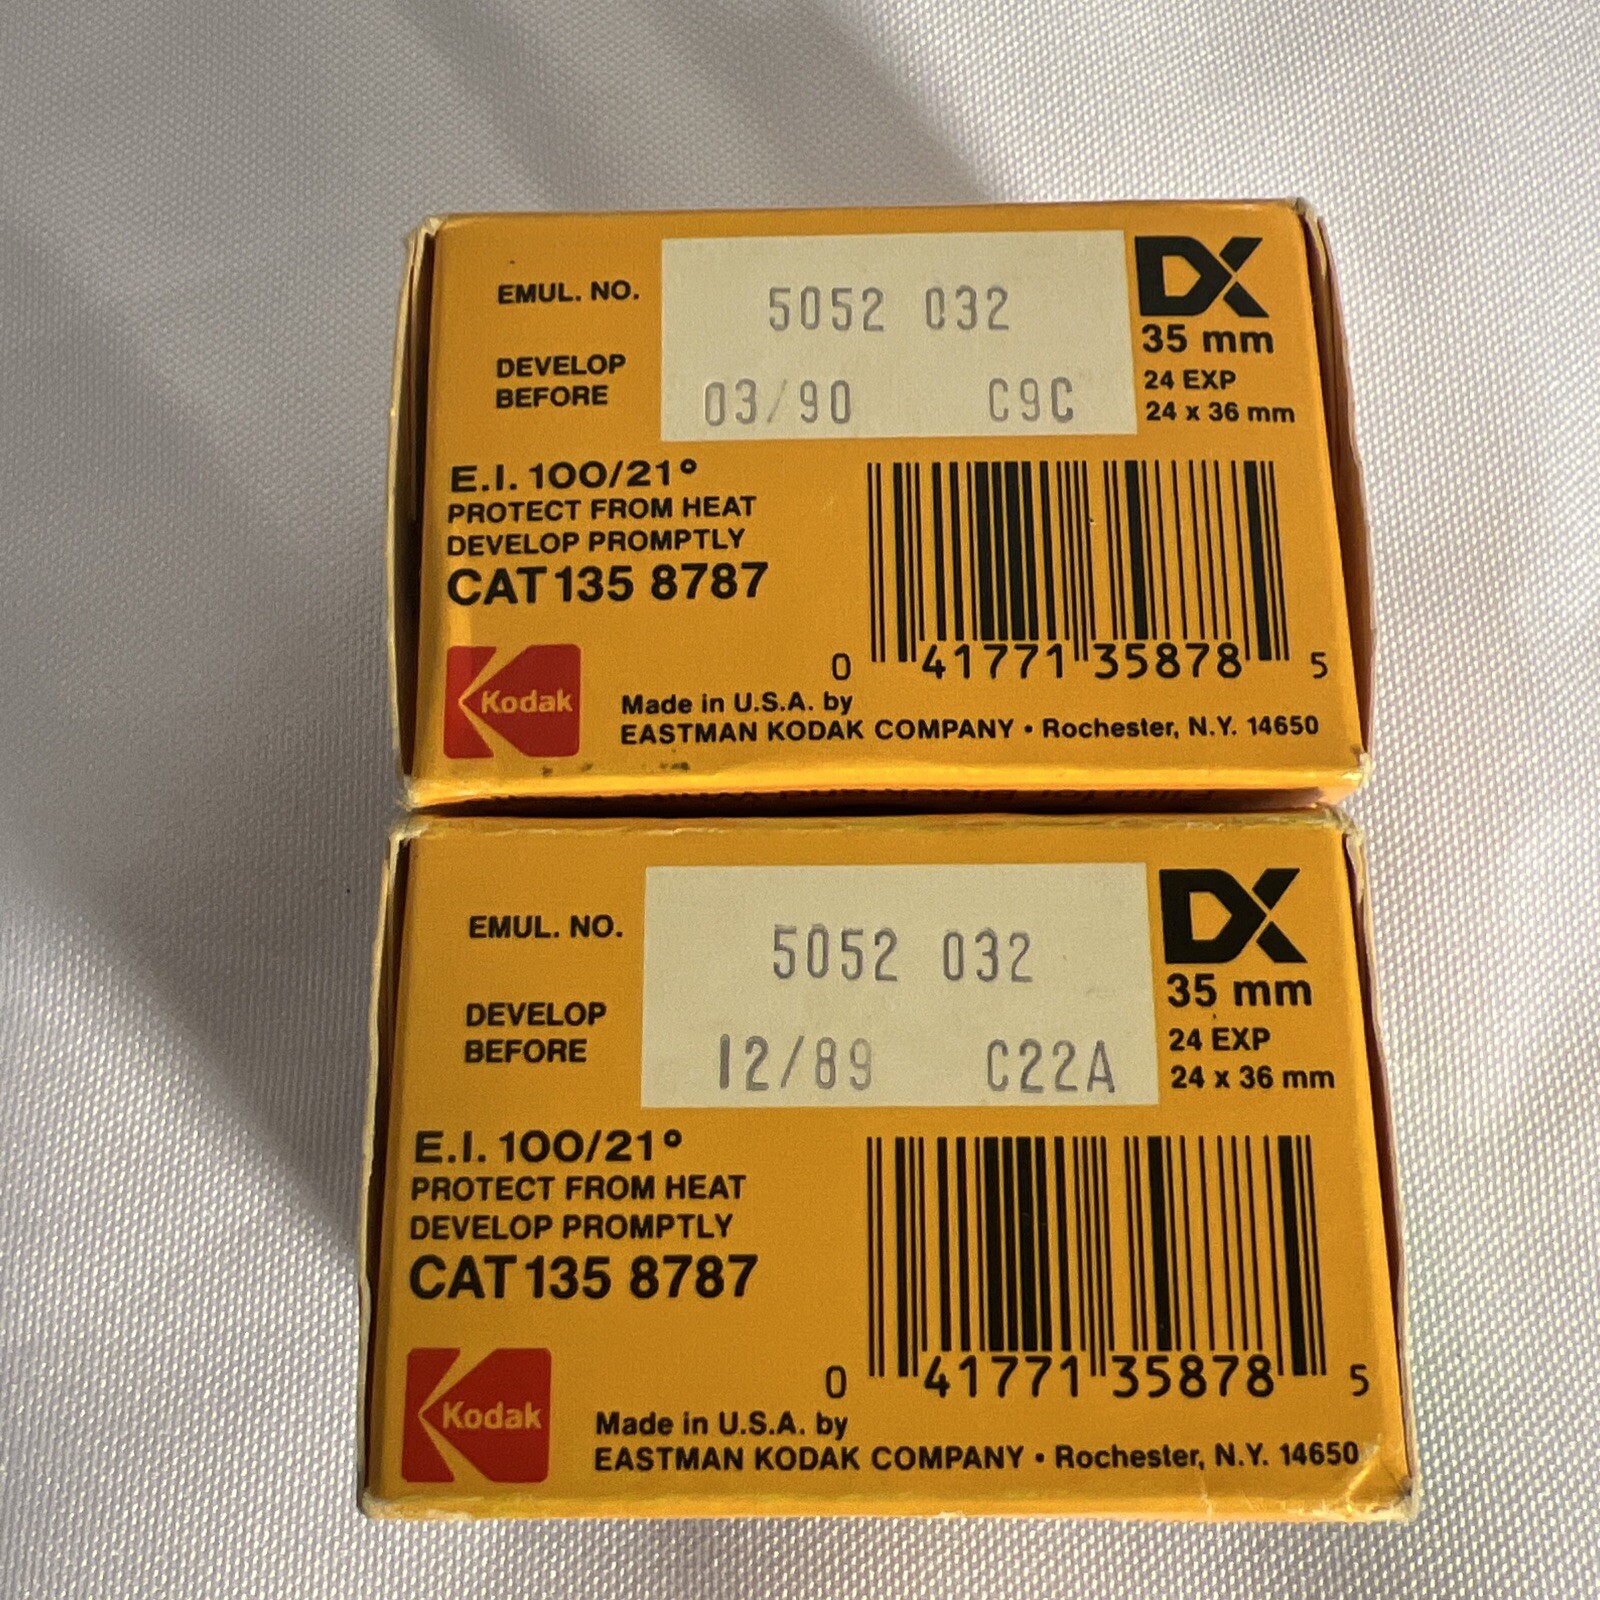 EMUL. NO. 5052 032
DX
35 mm
DEVELOP
BEFORE
03/90 C9C
24 EXP
24 x 36 mm
E.I. 100/21°
PROTECT FROM HEAT
DEVELOP PROMPTLY
CAT 135 8787
0 41771 35878 5
Kodak
Made in U.S.A. by
EASTMAN KODAK COMPANY • Rochester, N.Y. 14650
EMUL. NO. 5052 032
DX
35 mm
DEVELOP
BEFORE
12/89 C22A
24 EXP
24 x 36 mm
E.I. 100/21°
PROTECT FROM HEAT
DEVELOP PROMPTLY
CAT 135 8787
0 41771 35878 5
Kodak
Made in U.S.A. by
EASTMAN KODAK COMPANY • Rochester, N.Y. 14650